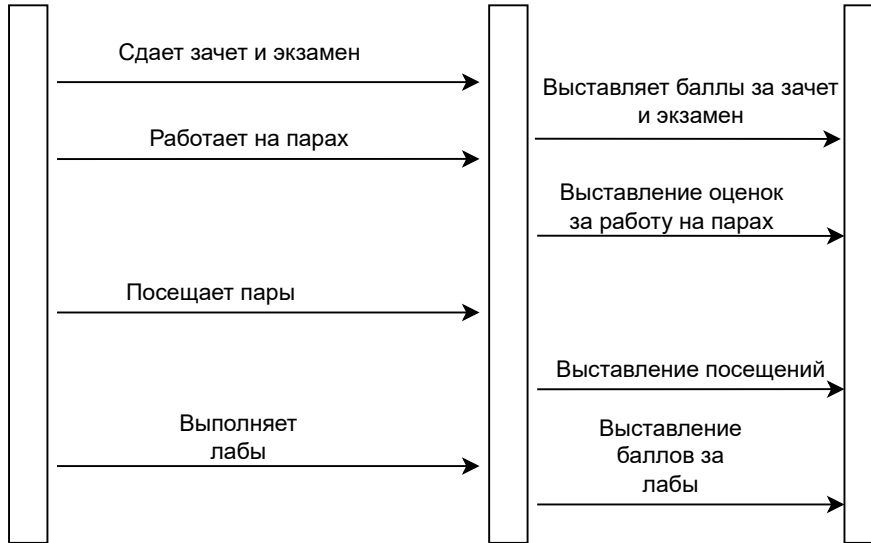 Сдает зачет и экзамен
Выставляет баллы за зачет
и экзамен
Работает на парах
Выставление оценок
за работу на парах
Посещает пары
Выставление посещений
Выполняет
лабы
Выставление
баллов за
лабы